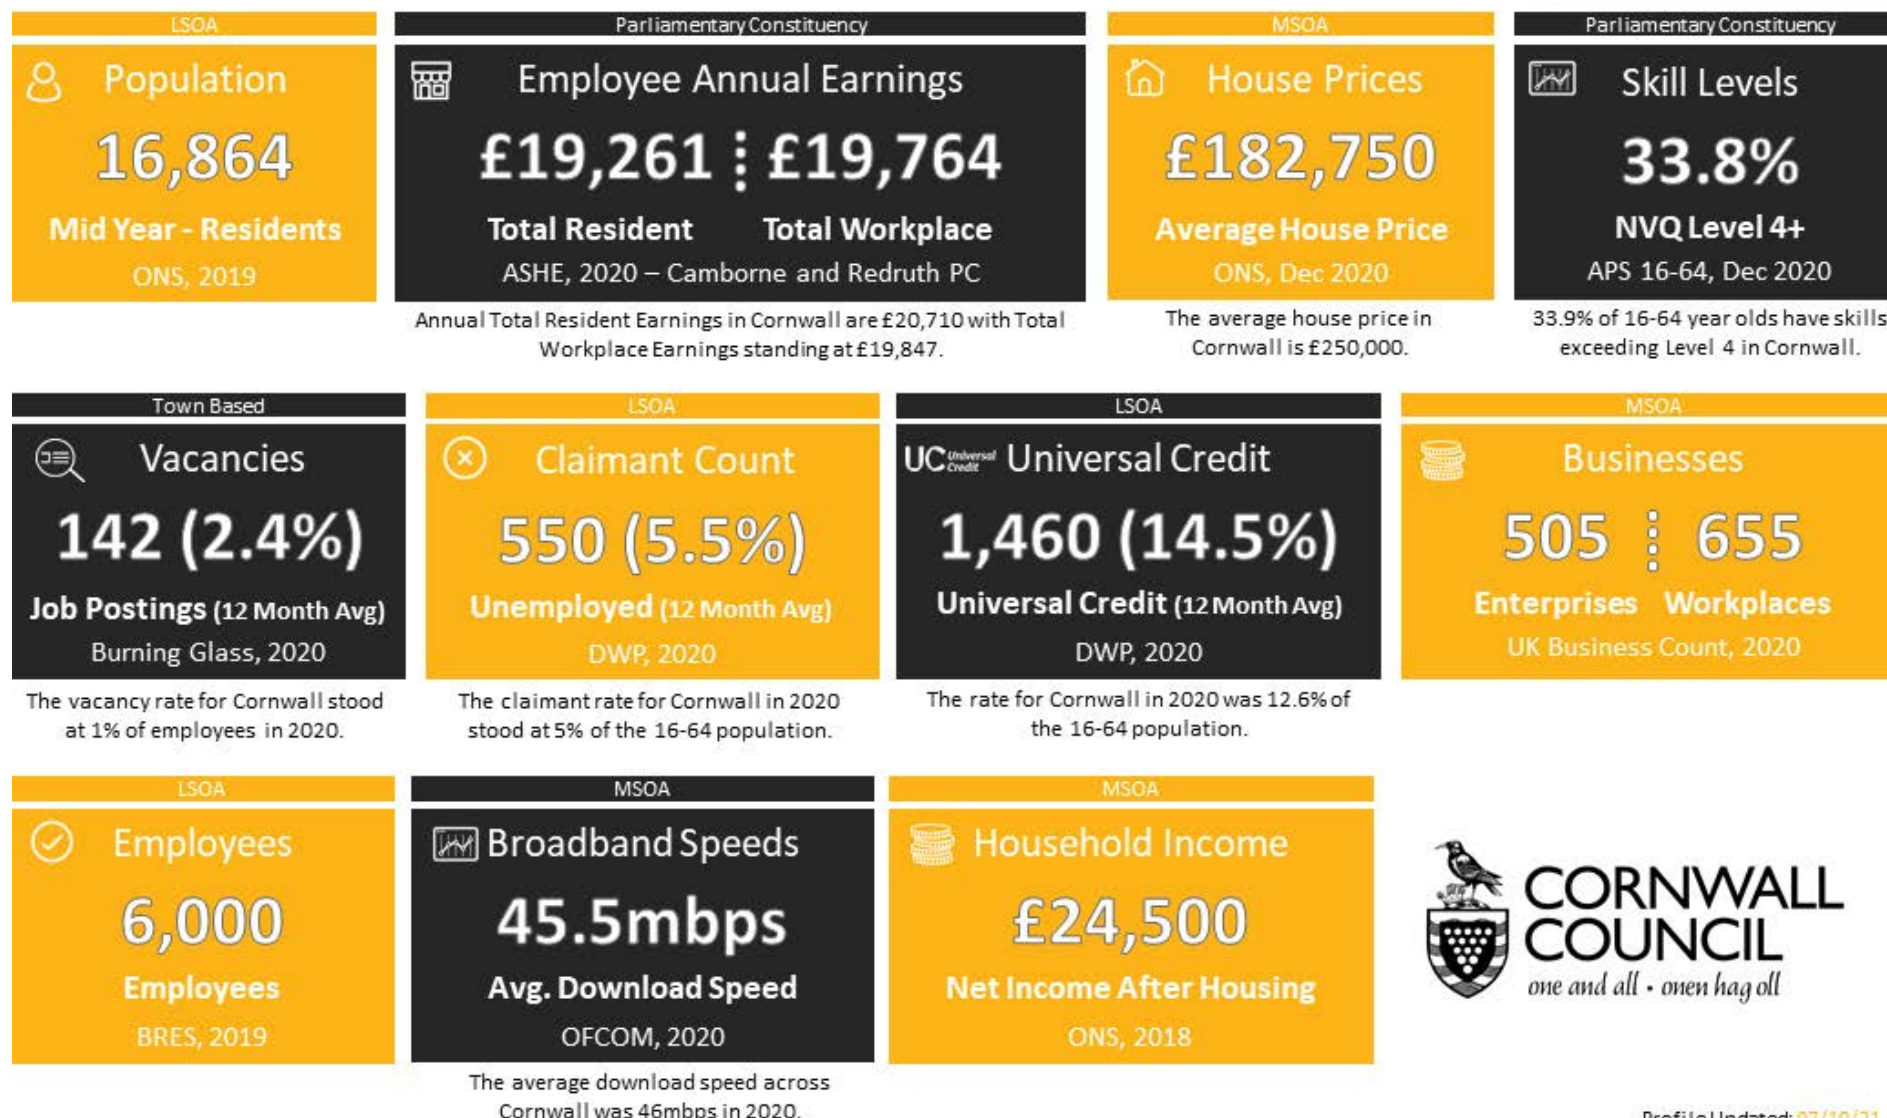 LSOA
Population
16,864
Mid Year - Residents
ONS, 2019
Parliamentary Constituency
Employee Annual Earnings
£19,261 £19,764
Total Resident Total Workplace
ASHE, 2020 – Camborne and Redruth PC
Annual Total Resident Earnings in Cornwall are £20,710 with Total
Workplace Earnings standing at £19,847.
MSOA
House Prices
£182,750
Average House Price
ONS, Dec 2020
The average house price in
Cornwall is £250,000.
Parliamentary Constituency
Skill Levels
33.8%
NVQ Level 4+
APS 16-64, Dec 2020
33.9% of 16-64 year olds have skills
exceeding Level 4 in Cornwall.
Town Based
Vacancies
142 (2.4%)
Job Postings (12 Month Avg)
Burning Glass, 2020
The vacancy rate for Cornwall stood
at 1% of employees in 2020.
LSOA
Claimant Count
550 (5.5%)
Unemployed (12 Month Avg)
DWP, 2020
The claimant rate for Cornwall in 2020
stood at 5% of the 16-64 population.
LSOA
UC Universal Credit Universal Credit
1,460 (14.5%)
Universal Credit (12 Month Avg)
DWP, 2020
The rate for Cornwall in 2020 was 12.6% of
the 16-64 population.
MSOA
Businesses
505 655
Enterprises Workplaces
UK Business Count, 2020
LSOA
Employees
6,000
Employees
BRES, 2019
MSOA
Broadband Speeds
45.5mbps
Avg. Download Speed
OFCOM, 2020
The average download speed across
Cornwall was 46mbps in 2020.
MSOA
Household Income
£24,500
Net Income After Housing
ONS, 2018
CORNWALL
COUNCIL
one and all • onen hag oll
Profile Updated: 07/10/21